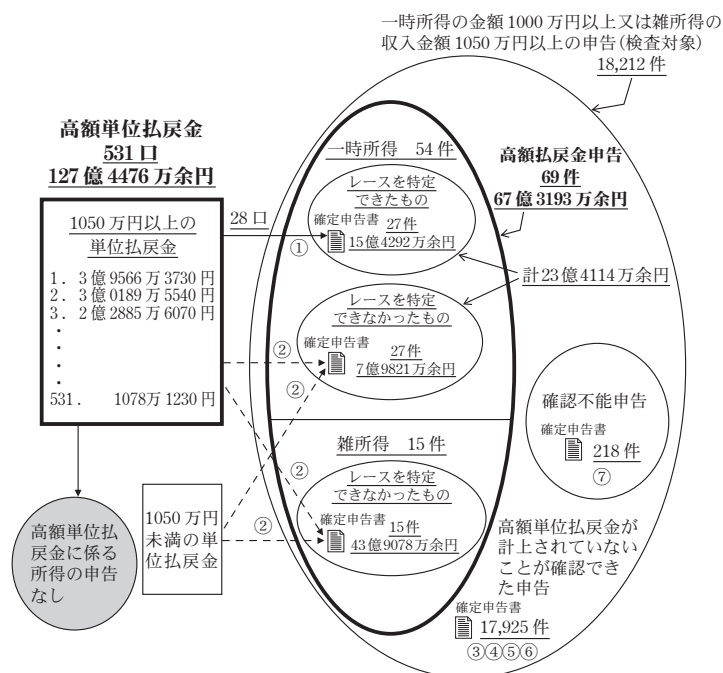 一時所得の金額1000万円以上又は雑所得の
収入金額1050万円以上の申告(検査対象)
18,212件
高額単位払戻金
531口
127億4476万余円
1050万円以上の
単位払戻金
1. 3億9566万3730円
2. 3億0189万5540円
3. 2億2885万6070円
・
・
・
・
531. 1078万1230円
28口
①
②
②
②
②
一時所得 54件
レースを特定
できたもの
確定申告書
27件
15億4292万余円
レースを特定
できなかったもの
確定申告書
27件
7億9821万余円
雑所得 15件
レースを特定
できなかったもの
確定申告書
15件
43億9078万余円
高額払戻金申告
69件
67億3193万余円
計23億4114万余円
確認不能申告
確定申告書
218件
⑦
高額単位払戻金が
計上されていない
ことが確認でき
た申告
確定申告書
17,925件
③④⑤⑥
高額単位払
戻金に係る
所得の申告
なし
1050万円
未満の単
位払戻金